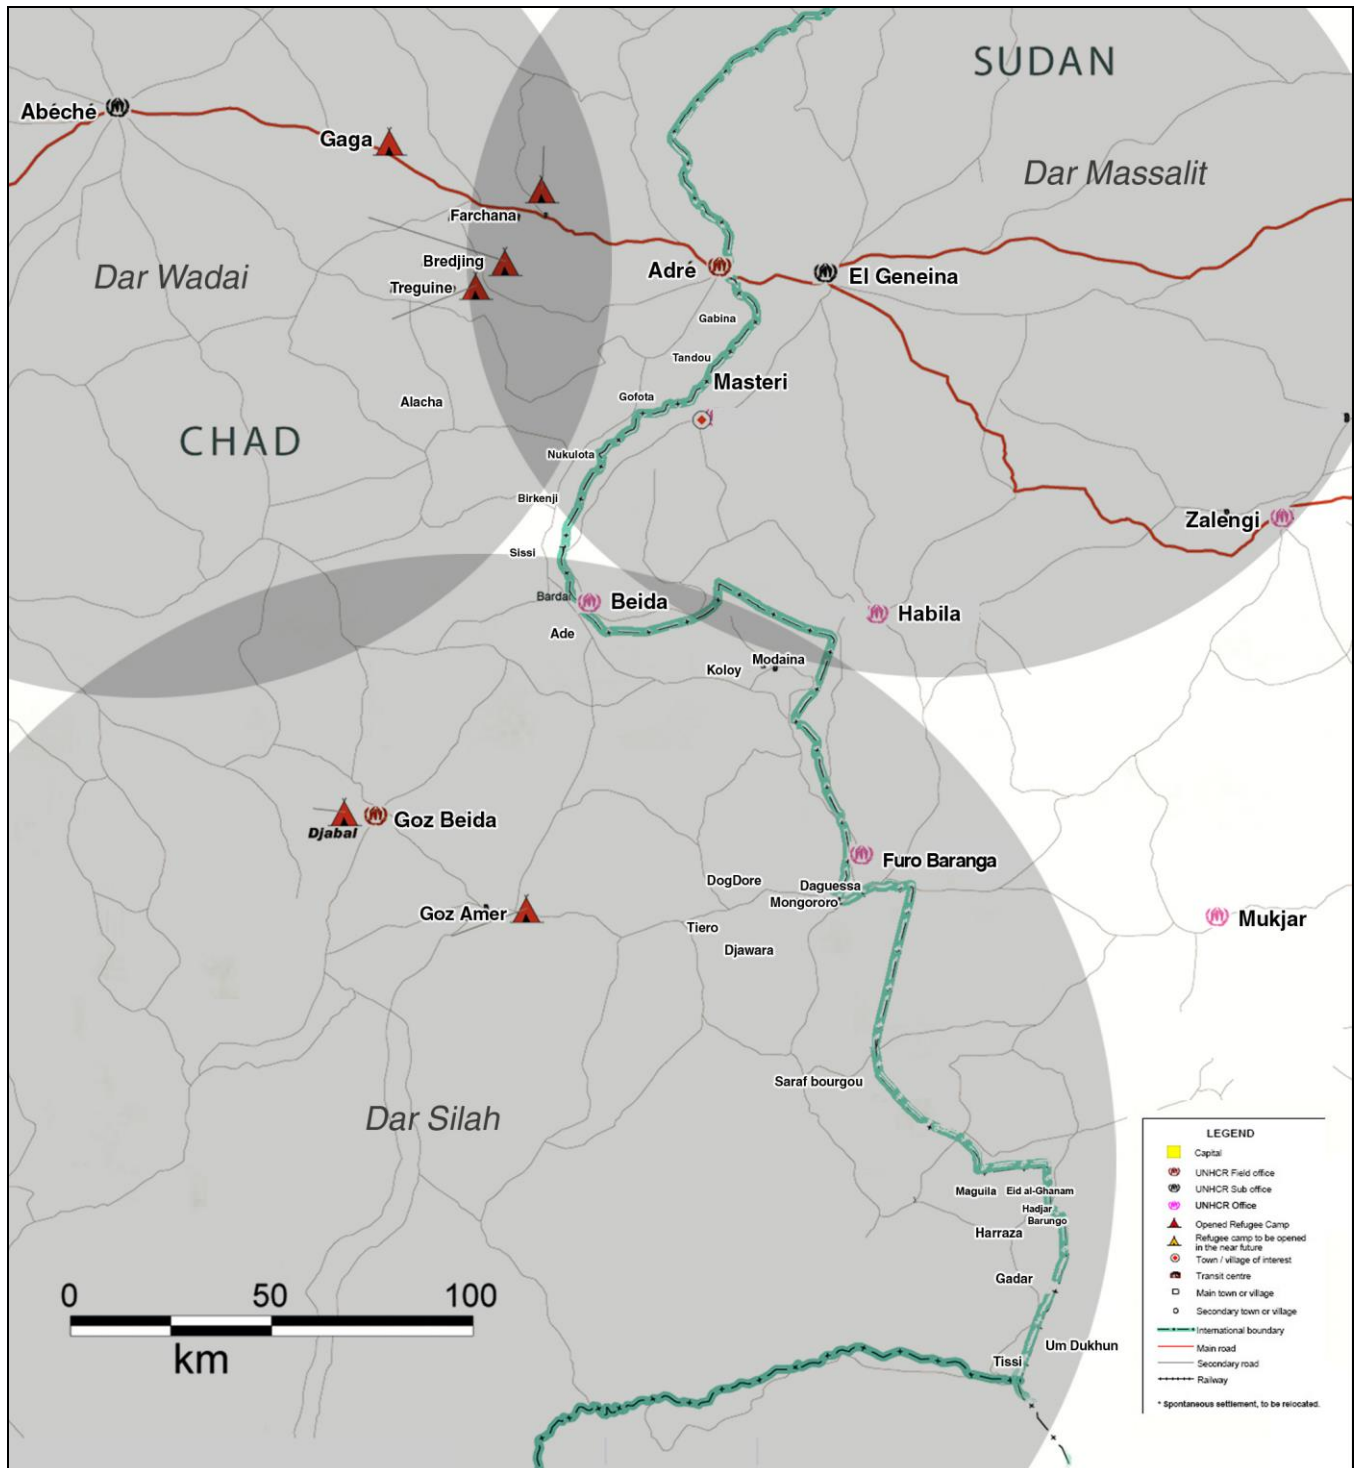 SUDAN
Abéché
Gaga
Dar Massalit
Farchana
Bredjing
Dar Wadai
Adré
El Geneina
Treguine
Gabina
Tandou
Masteri
Gofota
Alacha
CHAD
Nukulota
Birkenji
Zalengi
Sissi
Bardai
Beida
Habila
Ade
Modaina
Koloy
Goz Beida
Djabal
Furo Baranga
DogDore
Daguessa
Mongororo
Goz Amer
Mukjar
Tiero
Djawara
Saraf bourgou
Dar Silah
Maguila
Eid al-Ghanam
Hadjar
Barungo
Harraza
Gadar
Um Dukhun
Tissi
0 50 100
km
LEGEND
Capital
UNHCR Field office
UNHCR Sub office
UNHCR Office
Opened Refugee Camp
Refugee camp to be opened
in the near future
Town / village of interest
Transit centre
Main town or village
Secondary town or village
International boundary
Main road
Secondary road
Railway
* Spontaneous settlement, to be relocated.